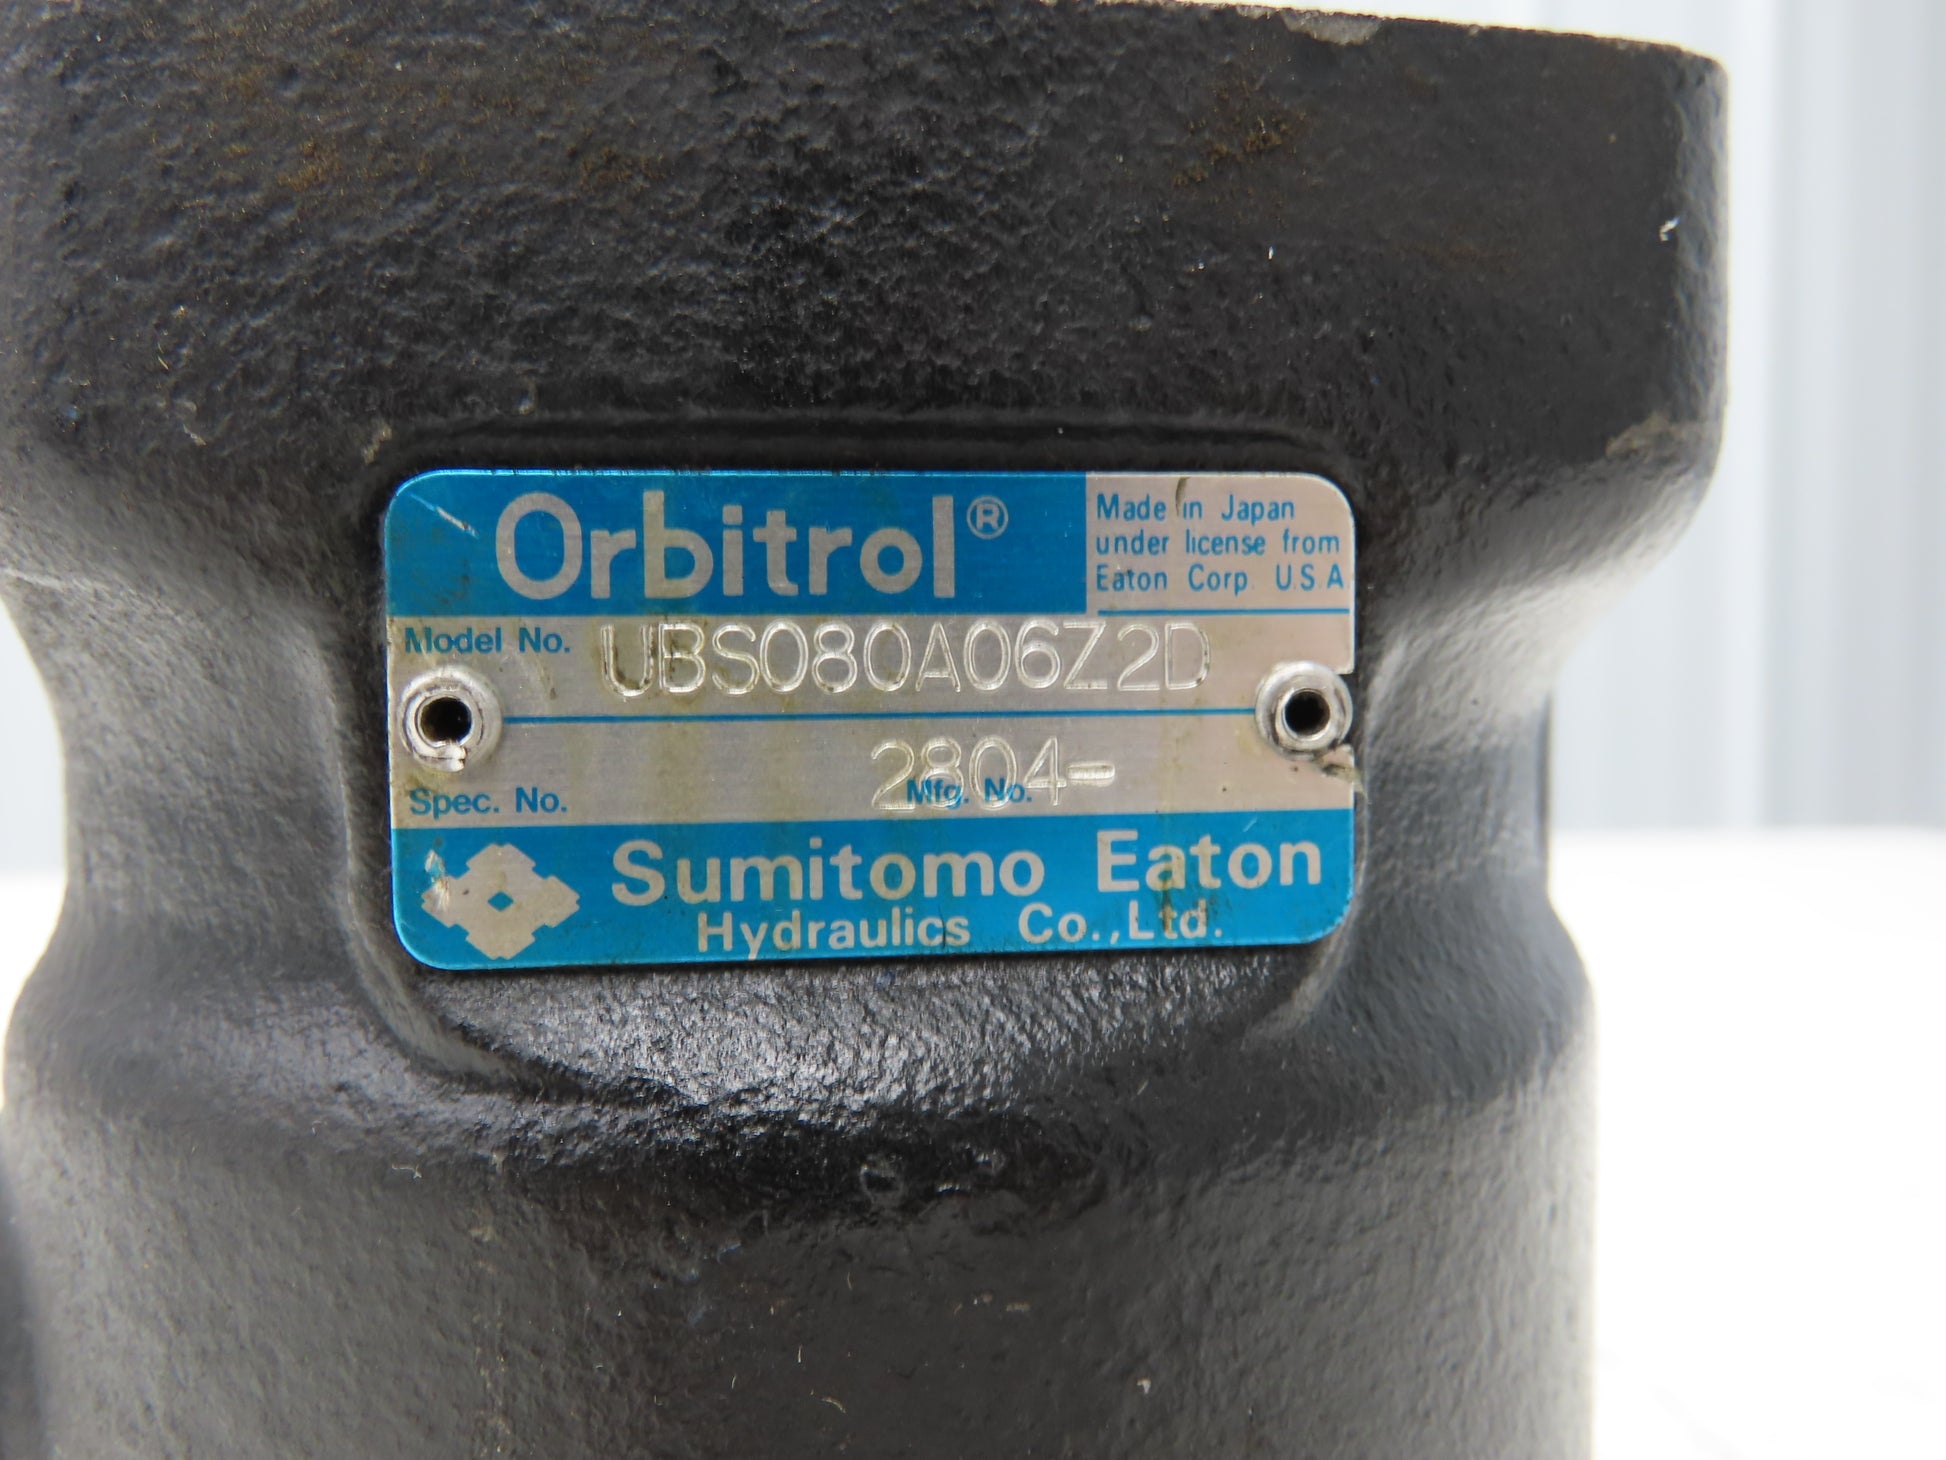 Orbitrol®
Made in Japan
under license from
Eaton Corp. U.S.A
Model No. UBS080A06Z2D
2804-
Spec. No. Mfg. No.
Sumitomo Eaton
Hydraulics Co.,Ltd.